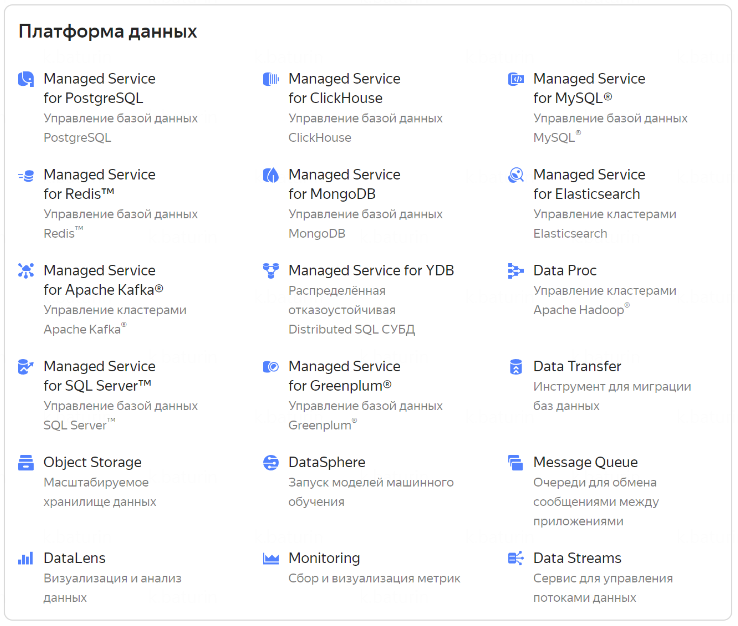 Платформа данных
Managed Service
for PostgreSQL
Управление базой данных
PostgreSQL
Managed Service
for ClickHouse
Управление базой данных
ClickHouse
Managed Service
for MySQL®
Управление базой данных
MySQL®
Managed Service
for Redis™
Управление базой данных
Redis™
Managed Service
for MongoDB
Управление базой данных
MongoDB
Managed Service
for Elasticsearch
Управление кластерами
Elasticsearch
Managed Service
for Apache Kafka®
Управление кластерами
Apache Kafka®
Managed Service for YDB
Распределённая
отказоустойчивая
Distributed SQL СУБД
Data Proc
Управление кластерами
Apache Hadoop®
Managed Service
for SQL Server™
Управление базой данных
SQL Server™
Managed Service
for Greenplum®
Управление базой данных
Greenplum®
Data Transfer
Инструмент для миграции
баз данных
Object Storage
Масштабируемое
хранилище данных
DataSphere
Запуск моделей машинного
обучения
Message Queue
Очереди для обмена
сообщениями между
приложениями
DataLens
Визуализация и анализ
данных
Monitoring
Сбор и визуализация метрик
Data Streams
Сервис для управления
потоками данных